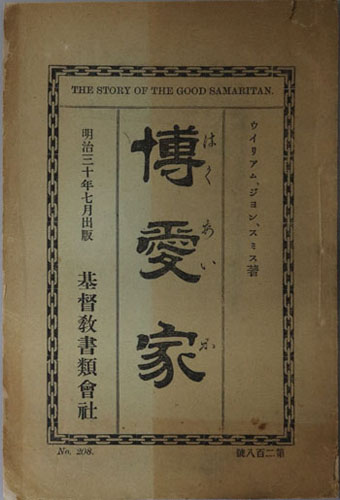 THE STORY OF THE GOOD SAMARITAN.
ウイリアム、ジヨン、スミス著
博愛家
はくあいか
明治三十年七月出版
基督教書類會社
No. 208.
第二百八號